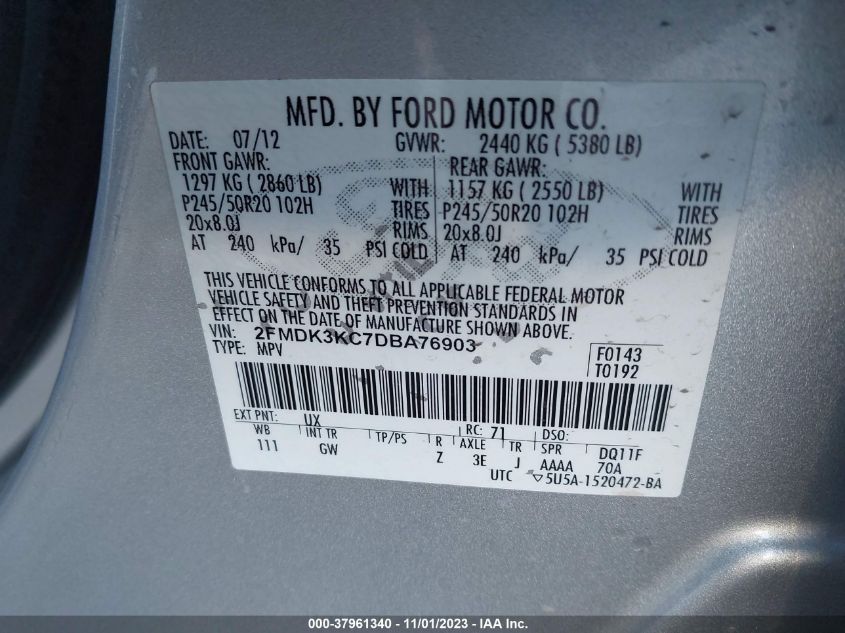 MFD. BY FORD MOTOR CO.
DATE: 07/12 GVWR: 2440 KG ( 5380 LB)
FRONT GAWR: REAR GAWR:
1297 KG ( 2860 LB) WITH 1157 KG ( 2550 LB) WITH
P245/50R20 102H TIRES P245/50R20 102H TIRES
20x8.0J RIMS 20x8.0J RIMS
AT 240 kPa/ 35 PSI COLD AT 240 kPa/ 35 PSI COLD
THIS VEHICLE CONFORMS TO ALL APPLICABLE FEDERAL MOTOR
VEHICLE SAFETY AND THEFT PREVENTION STANDARDS IN
EFFECT ON THE DATE OF MANUFACTURE SHOWN ABOVE.
VIN: 2FMDK3KC7DBA76903
TYPE: MPV
F0143
T0192
EXT PNT: UX RC: 71 DSO:
WB INT TR TP/PS R AXLE TR SPR DQ11F
111 GW Z 3E J AAAA 70A
UTC ▽5U5A-1520472-BA
000-37961340 - 11/01/2023 - IAA Inc.